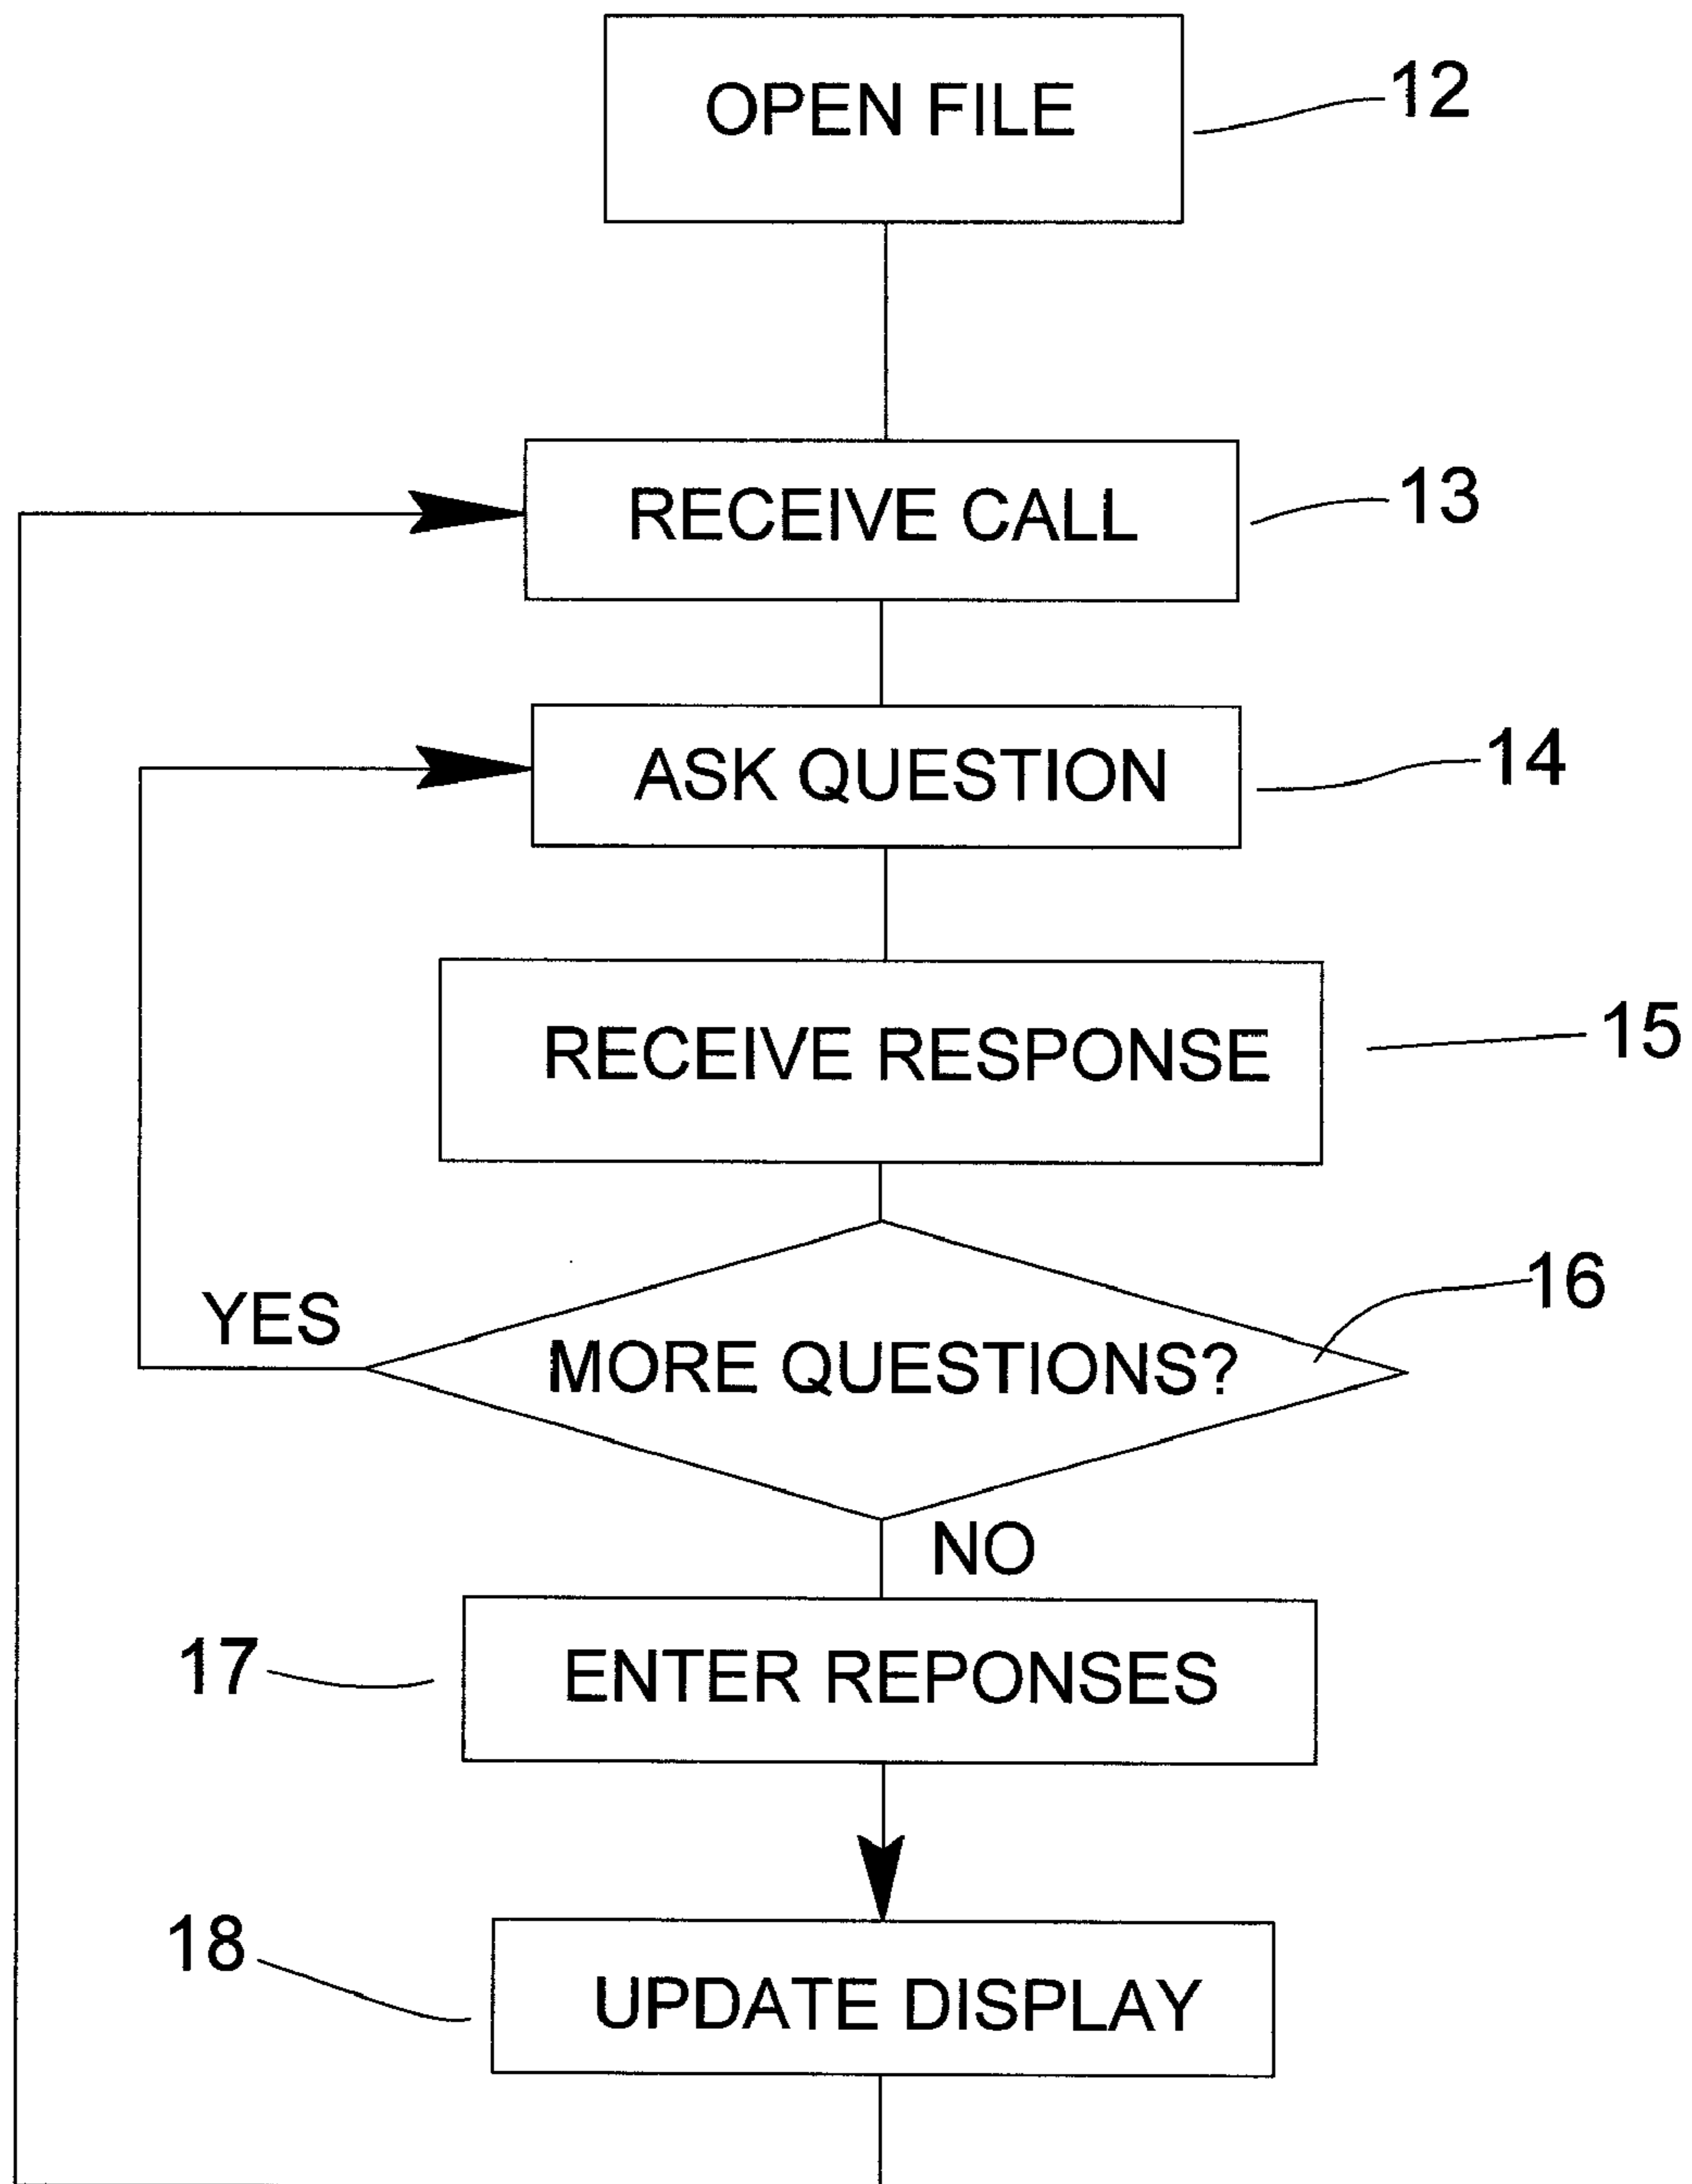 OPEN FILE
12
RECEIVE CALL
13
ASK QUESTION
14
RECEIVE RESPONSE
15
16
YES
MORE QUESTIONS?
NO
17
ENTER REPONSES
18
UPDATE DISPLAY